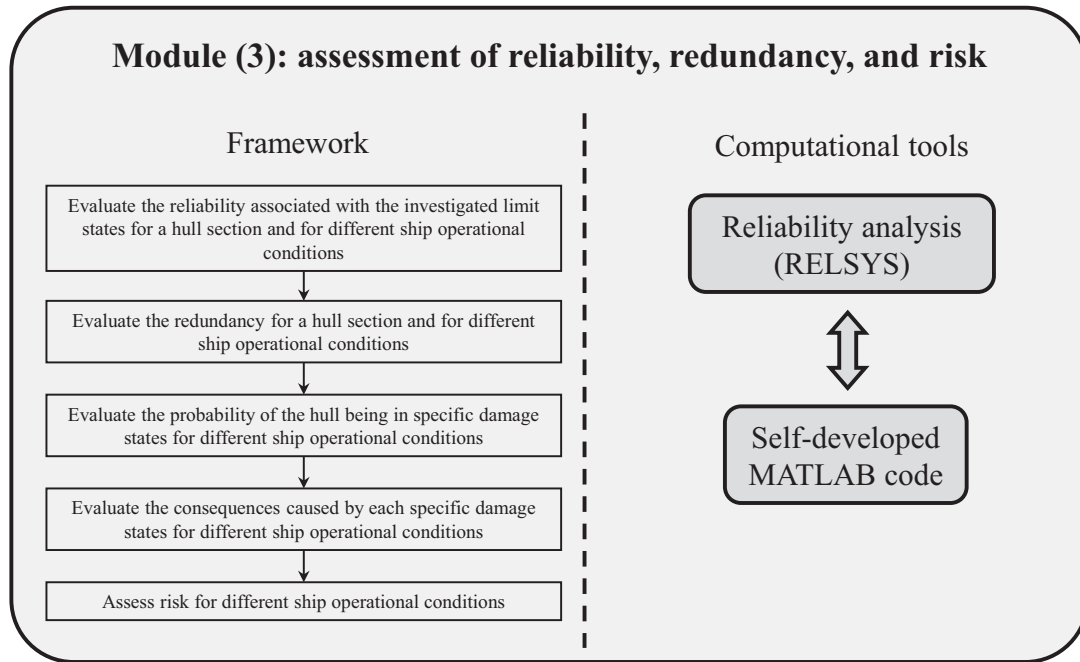 Module (3): assessment of reliability, redundancy, and risk
Framework
Evaluate the reliability associated with the investigated limit
states for a hull section and for different ship operational
conditions
Evaluate the redundancy for a hull section and for different
ship operational conditions
Evaluate the probability of the hull being in specific damage
states for different ship operational conditions
Evaluate the consequences caused by each specific damage
states for different ship operational conditions
Assess risk for different ship operational conditions
Computational tools
Reliability analysis
(RELSYS)
Self-developed
MATLAB code